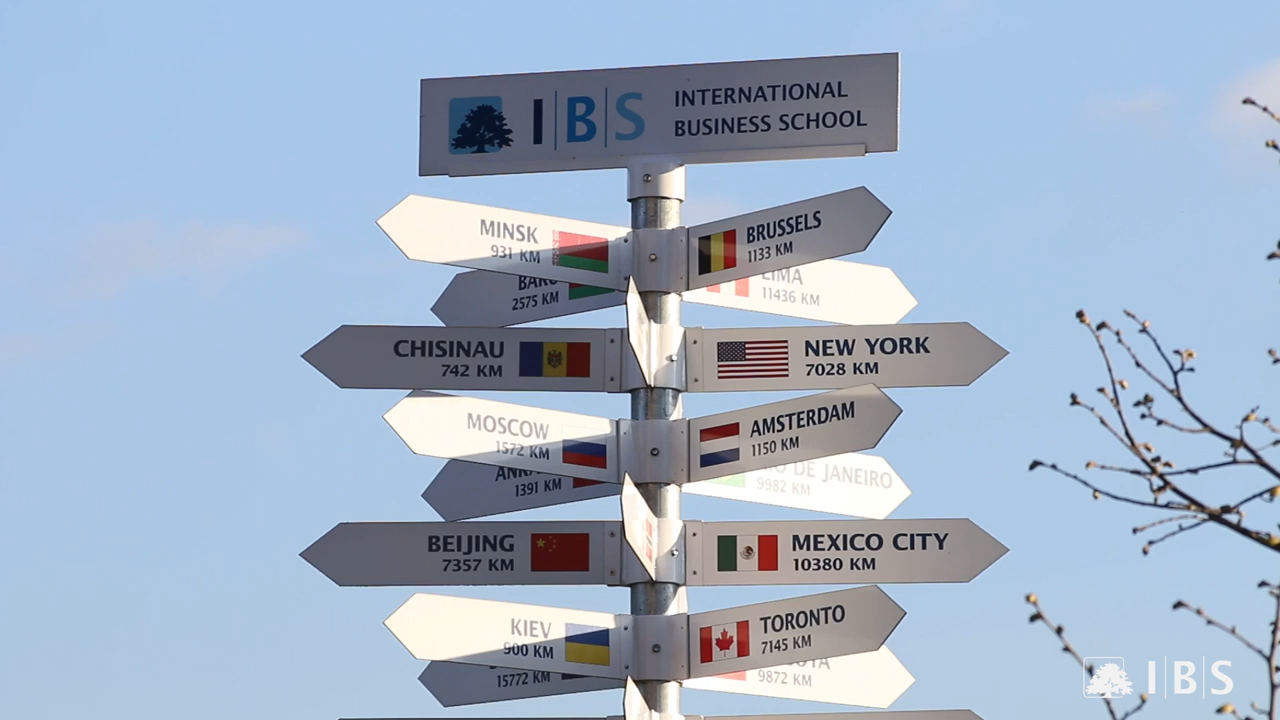 IBS
INTERNATIONAL
BUSINESS SCHOOL
MINSK
931 KM
BRUSSELS
1133 KM
2575 KM
LIMA
11436 KM
CHISINAU
742 KM
NEW YORK
7028 KM
MOSCOW
1572 KM
AMSTERDAM
1150 KM
1391 KM
DE JANEIRO
9982 KM
BEIJING
7357 KM
MEXICO CITY
10380 KM
KIEV
900 KM
TORONTO
7145 KM
15772 KM
9872 KM
IBS